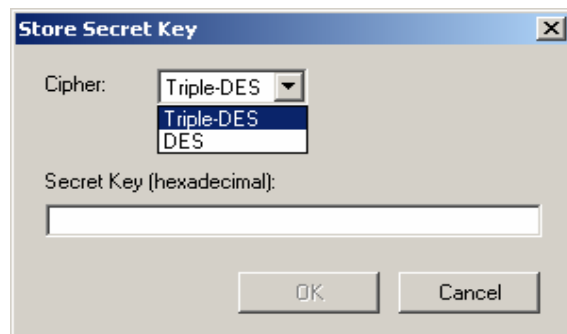 Store Secret Key
Cipher: Triple-DES
Triple-DES
DES
Secret Key (hexadecimal):
OK Cancel